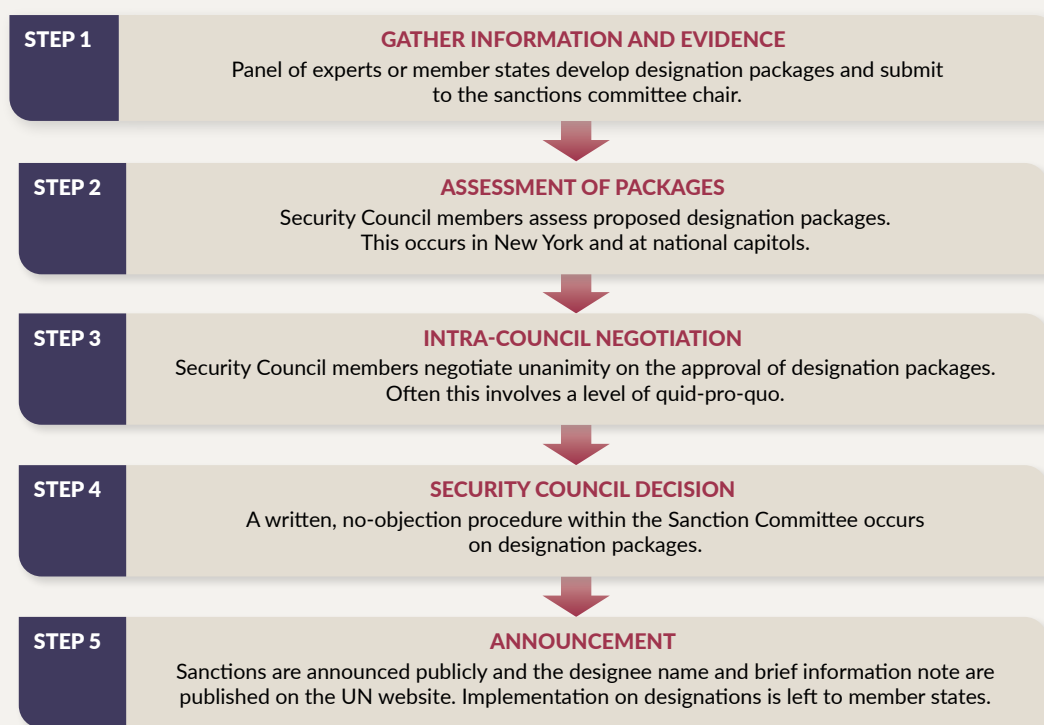 STEP 1
GATHER INFORMATION AND EVIDENCE
Panel of experts or member states develop designation packages and submit
to the sanctions committee chair.
STEP 2
ASSESSMENT OF PACKAGES
Security Council members assess proposed designation packages.
This occurs in New York and at national capitols.
STEP 3
INTRA-COUNCIL NEGOTIATION
Security Council members negotiate unanimity on the approval of designation packages.
Often this involves a level of quid-pro-quo.
STEP 4
SECURITY COUNCIL DECISION
A written, no-objection procedure within the Sanction Committee occurs
on designation packages.
STEP 5
ANNOUNCEMENT
Sanctions are announced publicly and the designee name and brief information note are
published on the UN website. Implementation on designations is left to member states.